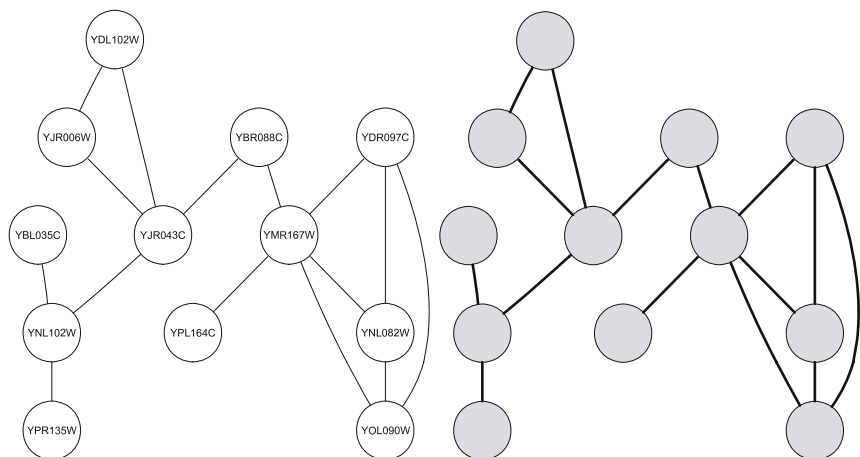 YDL102W
YJR006W
YBR088C
YDR097C
YBL035C
YJR043C
YMR167W
YNL102W
YPL164C
YNL082W
YPR135W
YOL090W